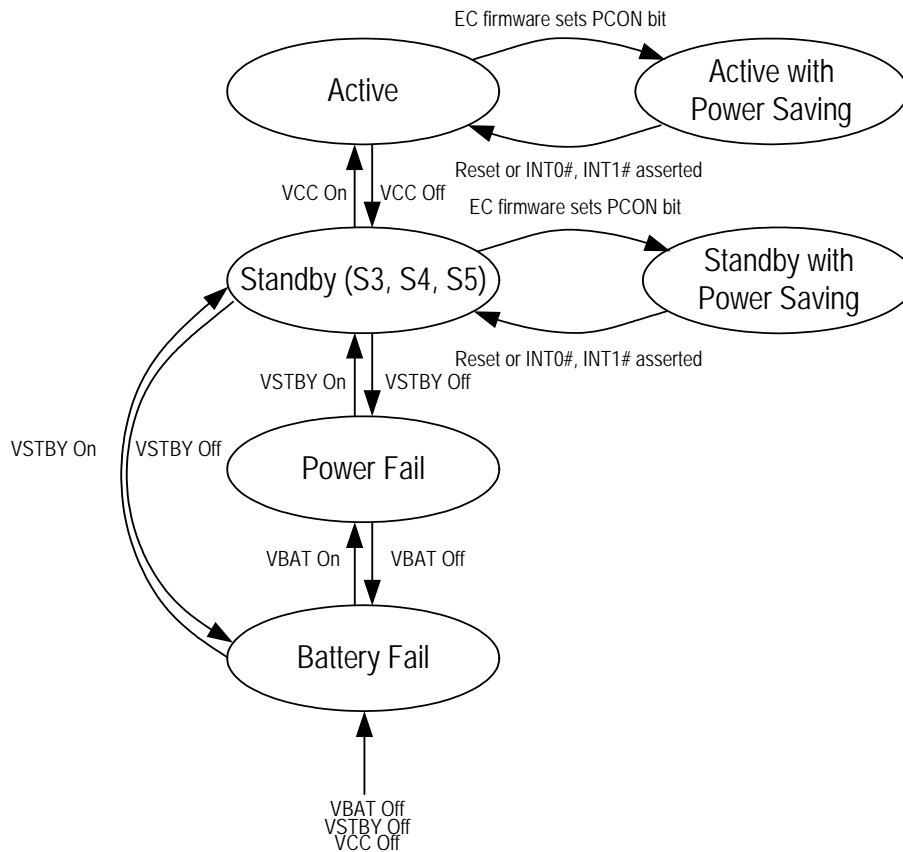 EC firmware sets PCON bit
Active
Active with
Power Saving
Reset or INT0#, INT1# asserted
VCC On
VCC Off
EC firmware sets PCON bit
Standby (S3, S4, S5)
Standby with
Power Saving
Reset or INT0#, INT1# asserted
VSTBY On
VSTBY Off
VSTBY On
VSTBY Off
Power Fail
VBAT On
VBAT Off
Battery Fail
VBAT Off
VSTBY Off
VCC Off